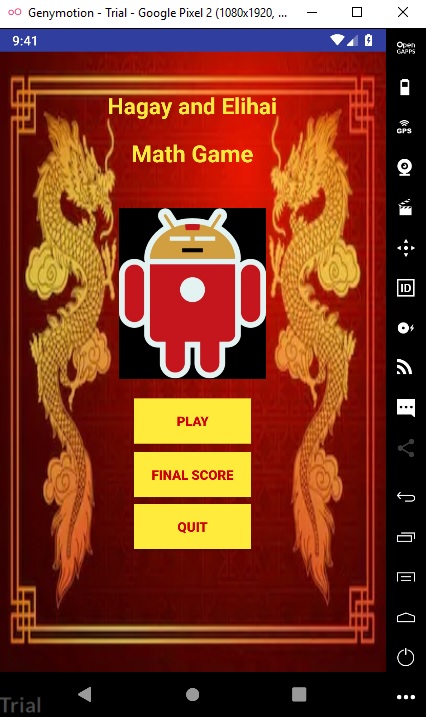 Genymotion - Trial - Google Pixel 2 (1080x1920, ...
9:41
Open
GAPPS
GPS
ID
Hagay and Elihai
Math Game
PLAY
FINAL SCORE
QUIT
Trial